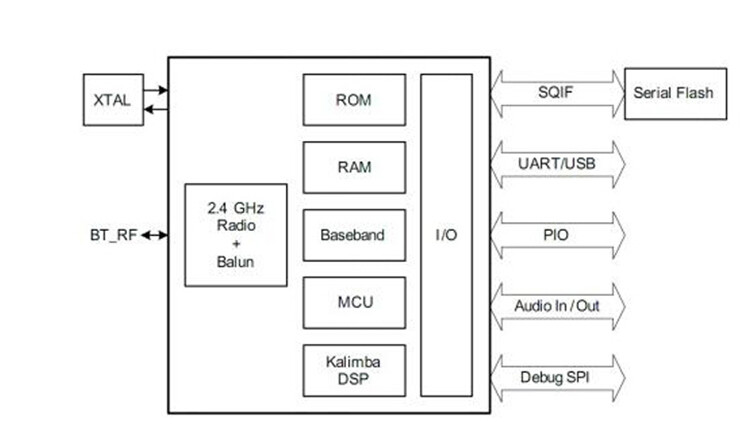 XTAL
BT_RF
2.4 GHz
Radio
+
Balun
ROM
RAM
Baseband
MCU
Kalimba
DSP
I/O
SQIF
Serial Flash
UART/USB
PIO
Audio In/Out
Debug SPI